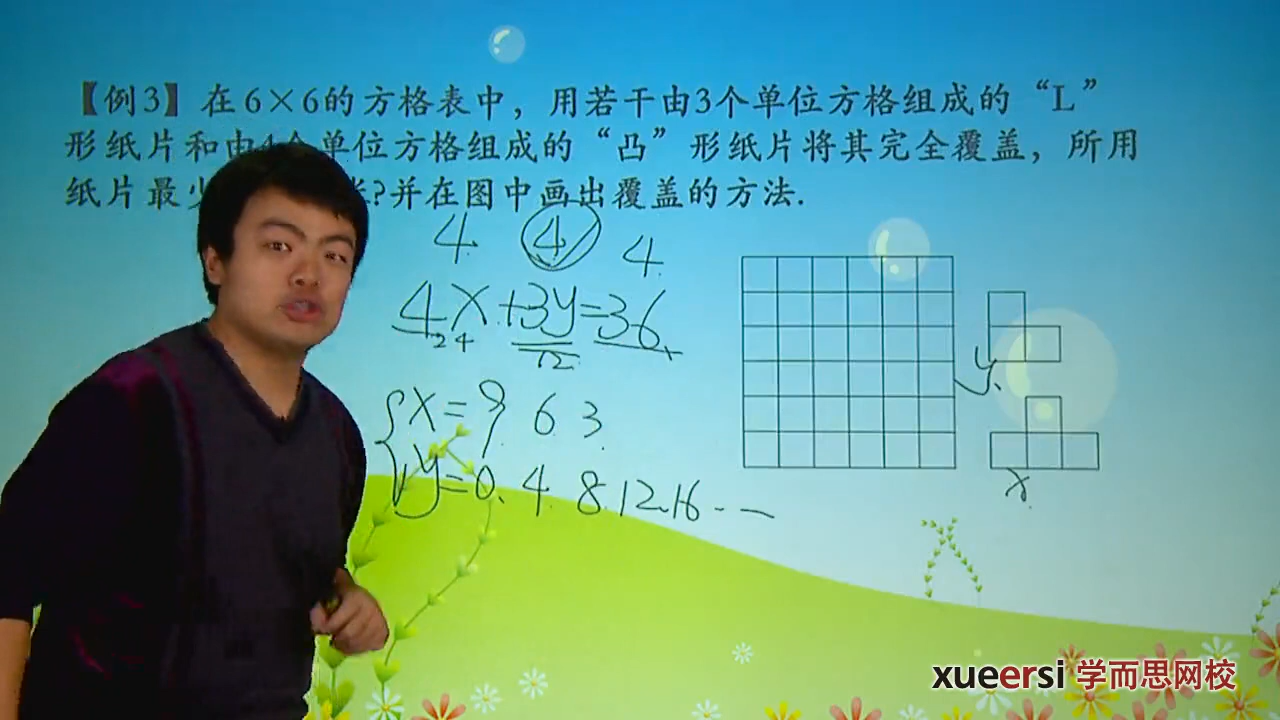 【例3】在6×6的方格表中，用若干由3个单位方格组成的“L”
形纸片和由4个单位方格组成的“凸”形纸片将其完全覆盖，所用
纸片最少 ?并在图中画出覆盖的方法.
4 4 4
4x+3y=36
24 12
x=9 6 3
y=0. 4 8 12 16 --
y
x
xueersi 学而思网校